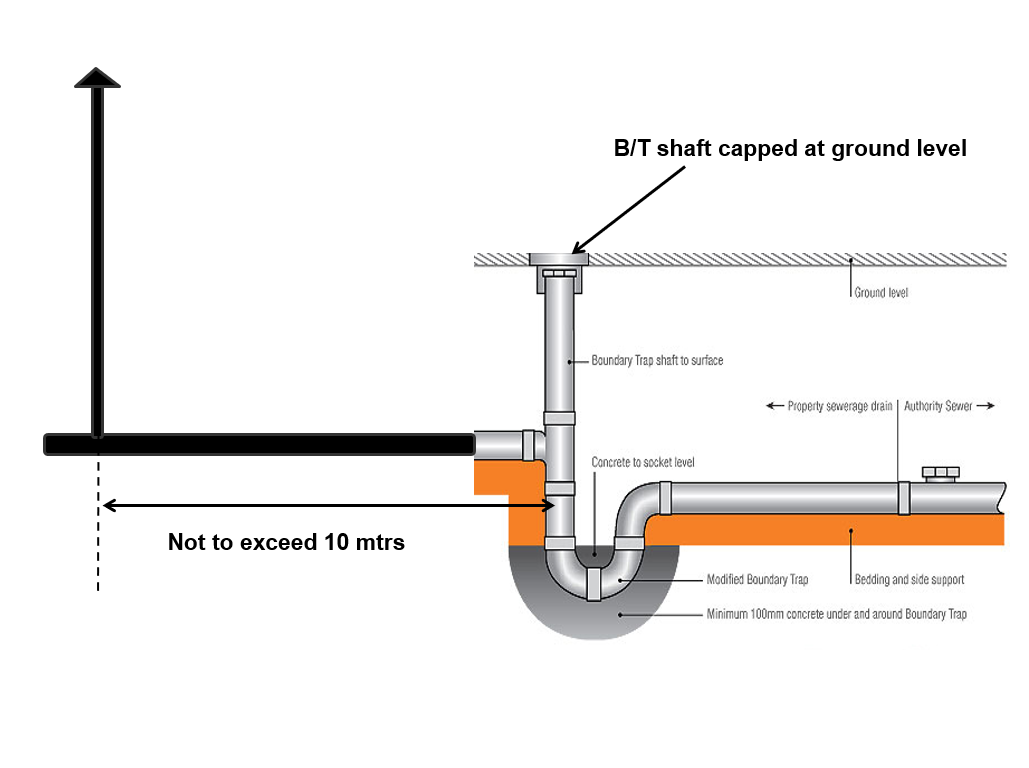 B/T shaft capped at ground level
Ground level
Boundary Trap shaft to surface
Property sewerage drain
Authority Sewer
Concrete to socket level
Not to exceed 10 mtrs
Modified Boundary Trap
Bedding and side support
Minimum 100mm concrete under and around Boundary Trap